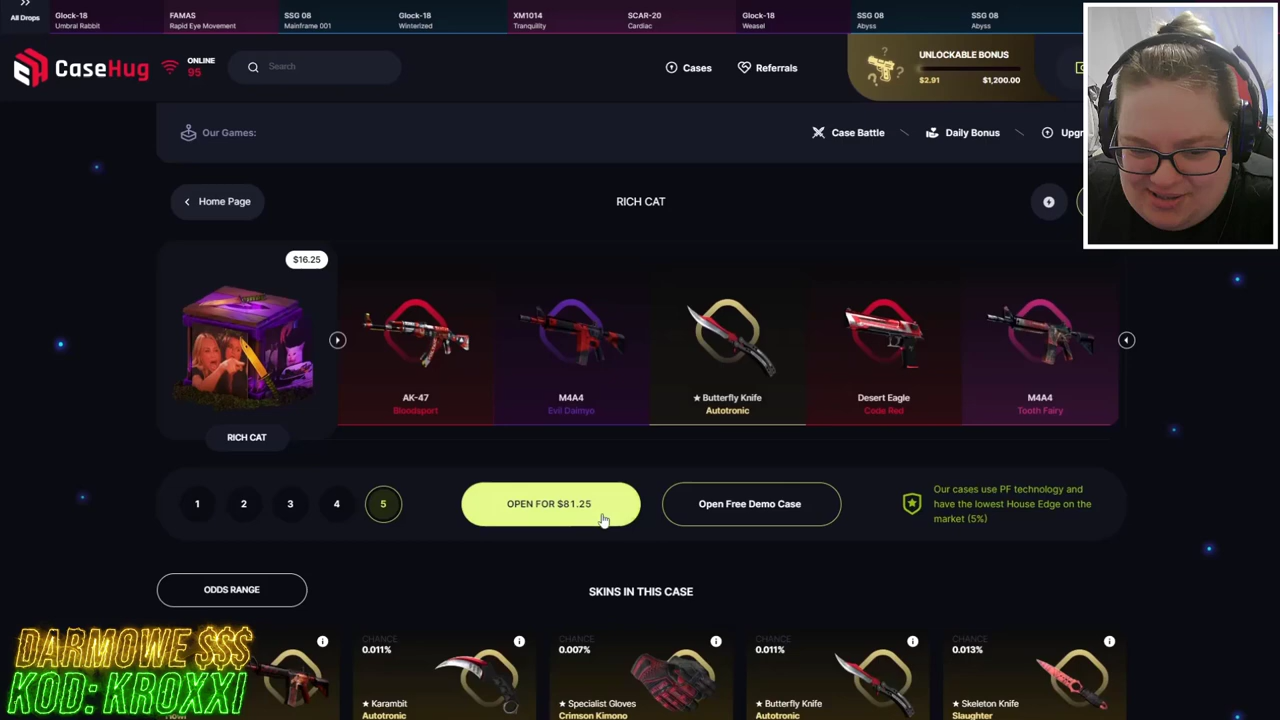 All Drops
Glock-18
Umbral Rabbit
FAMAS
Rapid Eye Movement
SSG 08
Mainframe 001
Glock-18
Winterized
XM1014
Tranquility
SCAR-20
Cardiac
Glock-18
Weasel
SSG 08
Abyss
SSG 08
Abyss
CaseHug
ONLINE
95
Search
Cases
Referrals
UNLOCKABLE BONUS
$2.91
$1,200.00
Our Games:
Case Battle
Daily Bonus
Home Page
RICH CAT
$16.25
RICH CAT
AK-47
Bloodsport
M4A4
Evil Daimyo
★ Butterfly Knife
Autotronic
Desert Eagle
Code Red
M4A4
Tooth Fairy
1 2 3 4 5
OPEN FOR $81.25
Open Free Demo Case
Our cases use PF technology and
have the lowest House Edge on the
market (5%)
ODDS RANGE
SKINS IN THIS CASE
CHANCE
0.011%
★ Karambit
Autotronic
CHANCE
0.007%
★ Specialist Gloves
Crimson Kimono
CHANCE
0.011%
★ Butterfly Knife
Autotronic
CHANCE
0.013%
★ Skeleton Knife
Slaughter
DARMOWE $$$
KOD: KROXXI